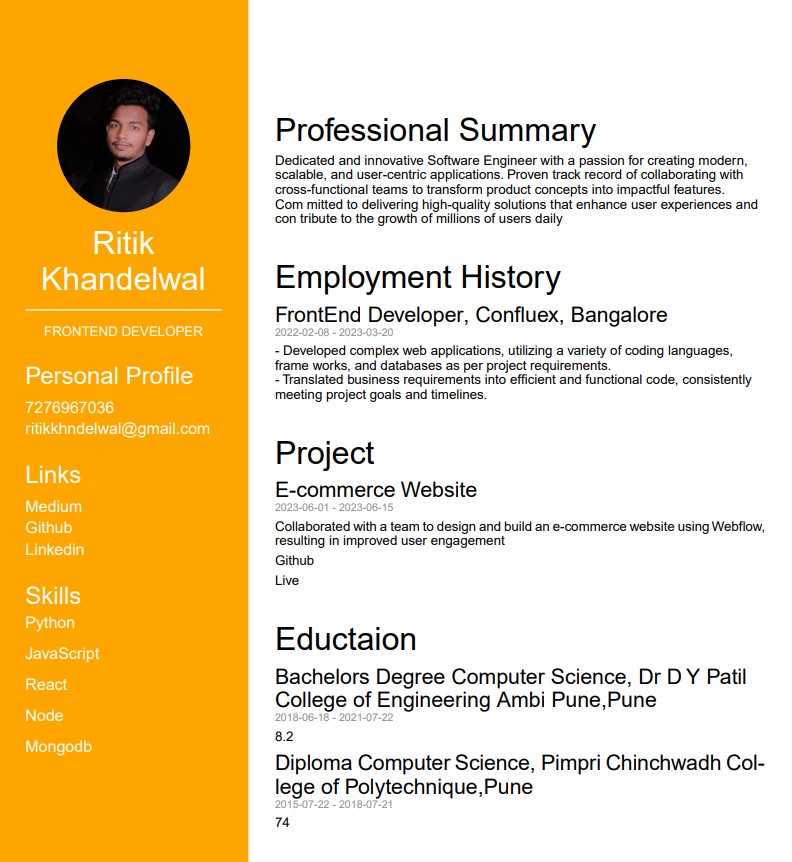 Ritik
Khandelwal
FRONTEND DEVELOPER
Personal Profile
7276967036
ritikkhndelwal@gmail.com
Links
Medium
Github
Linkedin
Skills
Python
JavaScript
React
Node
Mongodb
Professional Summary
Dedicated and innovative Software Engineer with a passion for creating modern,
scalable, and user-centric applications. Proven track record of collaborating with
cross-functional teams to transform product concepts into impactful features.
Com mitted to delivering high-quality solutions that enhance user experiences and
con tribute to the growth of millions of users daily
Employment History
FrontEnd Developer, Confluex, Bangalore
2022-02-08 - 2023-03-20
- Developed complex web applications, utilizing a variety of coding languages,
frame works, and databases as per project requirements.
- Translated business requirements into efficient and functional code, consistently
meeting project goals and timelines.
Project
E-commerce Website
2023-06-01 - 2023-06-15
Collaborated with a team to design and build an e-commerce website using Webflow,
resulting in improved user engagement
Github
Live
Eductaion
Bachelors Degree Computer Science, Dr D Y Patil
College of Engineering Ambi Pune,Pune
2018-06-18 - 2021-07-22
8.2
Diploma Computer Science, Pimpri Chinchwadh Col-
lege of Polytechnique,Pune
2015-07-22 - 2018-07-21
74